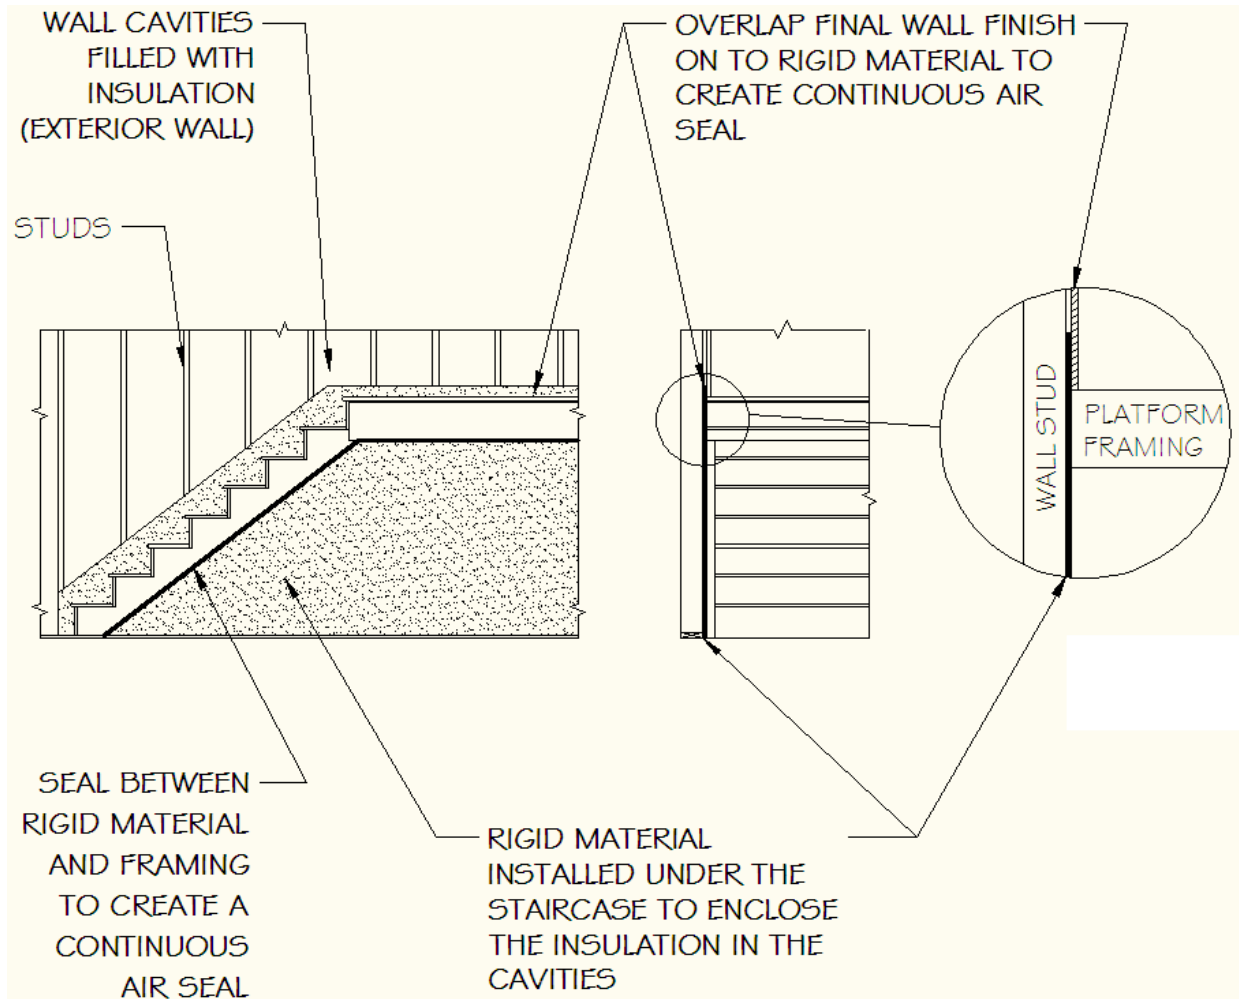 WALL CAVITIES
FILLED WITH
INSULATION
(EXTERIOR WALL)
OVERLAP FINAL WALL FINISH
ON TO RIGID MATERIAL TO
CREATE CONTINUOUS AIR
SEAL
STUDS
WALL STUD
PLATFORM
FRAMING
SEAL BETWEEN
RIGID MATERIAL
AND FRAMING
TO CREATE A
CONTINUOUS
AIR SEAL
RIGID MATERIAL
INSTALLED UNDER THE
STAIRCASE TO ENCLOSE
THE INSULATION IN THE
CAVITIES